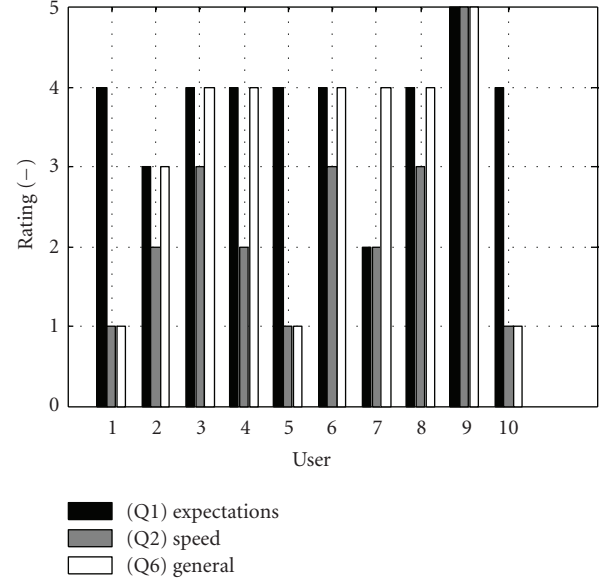 5
4
3
2
1
0
Rating (−)
1 2 3 4 5 6 7 8 9 10
User
(Q1) expectations
(Q2) speed
(Q6) general